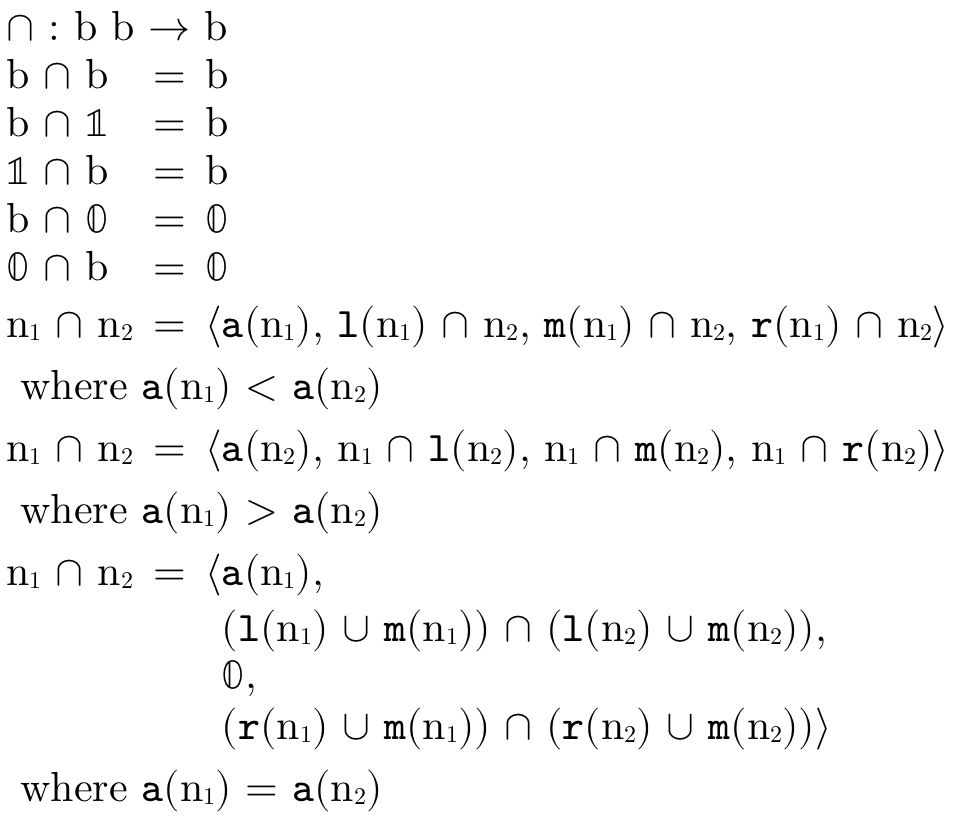 ∩ : b b → b
b ∩ b = b
b ∩ 𝟙 = b
𝟙 ∩ b = b
b ∩ 𝟘 = 𝟘
𝟘 ∩ b = 𝟘
n₁ ∩ n₂ = ⟨a(n₁), l(n₁) ∩ n₂, m(n₁) ∩ n₂, r(n₁) ∩ n₂⟩
where a(n₁) < a(n₂)
n₁ ∩ n₂ = ⟨a(n₂), n₁ ∩ l(n₂), n₁ ∩ m(n₂), n₁ ∩ r(n₂)⟩
where a(n₁) > a(n₂)
n₁ ∩ n₂ = ⟨a(n₁),
(l(n₁) ∪ m(n₁)) ∩ (l(n₂) ∪ m(n₂)),
𝟘,
(r(n₁) ∪ m(n₁)) ∩ (r(n₂) ∪ m(n₂))⟩
where a(n₁) = a(n₂)